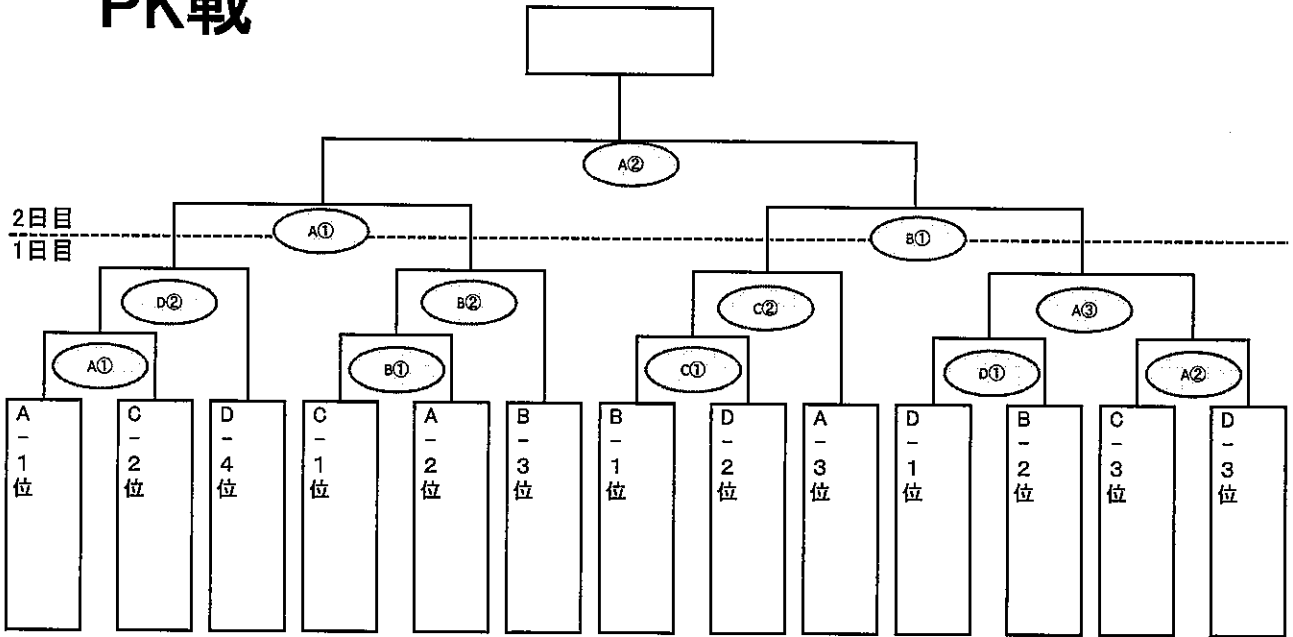 PK戦
A②
2日目
A①
B①
1日目
D②
B②
C②
A③
A①
B①
C①
D①
A②
A-1位
C-2位
D-4位
C-1位
A-2位
B-3位
B-1位
D-2位
A-3位
D-1位
B-2位
C-3位
D-3位